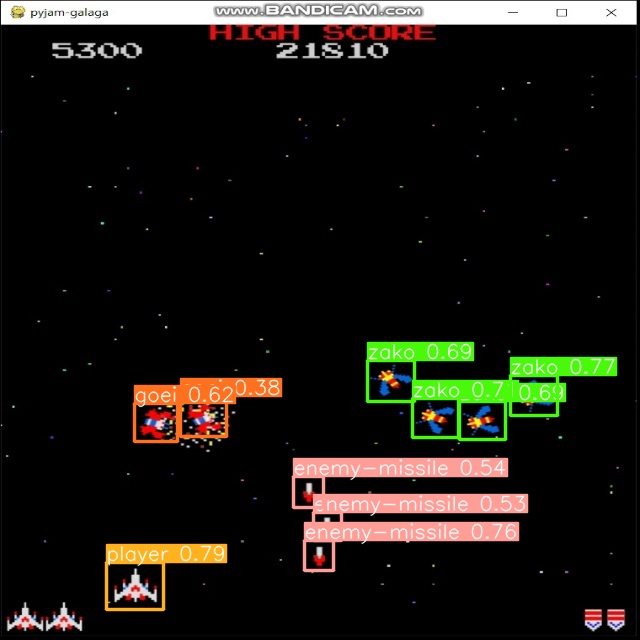 pyjam-galaga
www.BANDICAM.com
HIGH SCORE
5300 21810
zako 0.69
zako 0.77
zako 0.7
0.69
goei 0.62
0.38
enemy-missile 0.54
enemy-missile 0.53
enemy-missile 0.76
player 0.79